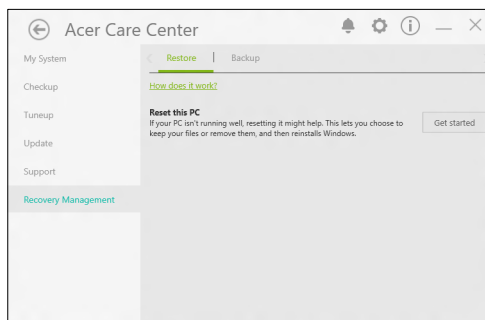 Acer Care Center
My System
Checkup
Tuneup
Update
Support
Recovery Management
Restore
Backup
How does it work?
Reset this PC
If your PC isn't running well, resetting it might help. This lets you choose to
keep your files or remove them, and then reinstalls Windows.
Get started